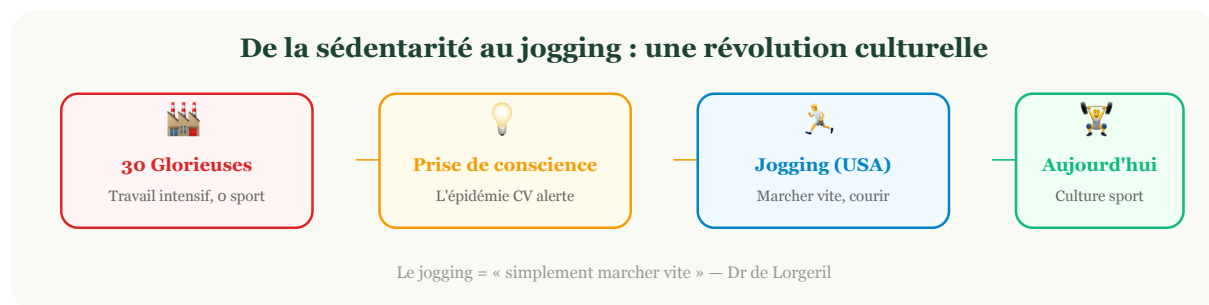 De la sédentarité au jogging : une révolution culturelle
30 Glorieuses
Travail intensif, 0 sport
Prise de conscience
L'épidémie CV alerte
Jogging (USA)
Marcher vite, courir
Aujourd'hui
Culture sport
Le jogging = « simplement marcher vite » — Dr de Lorgeril